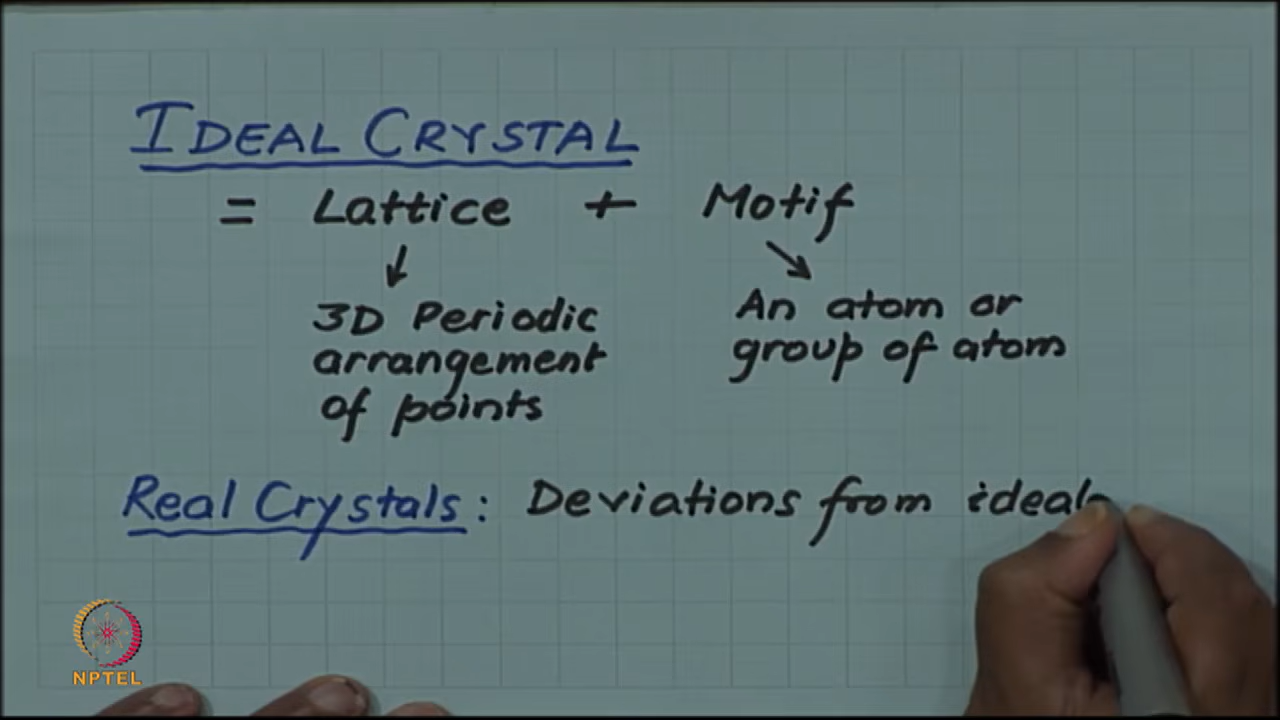 IDEAL CRYSTAL
= Lattice + Motif
3D Periodic
arrangement
of points
An atom or
group of atom
Real Crystals: Deviations from ideal
NPTEL